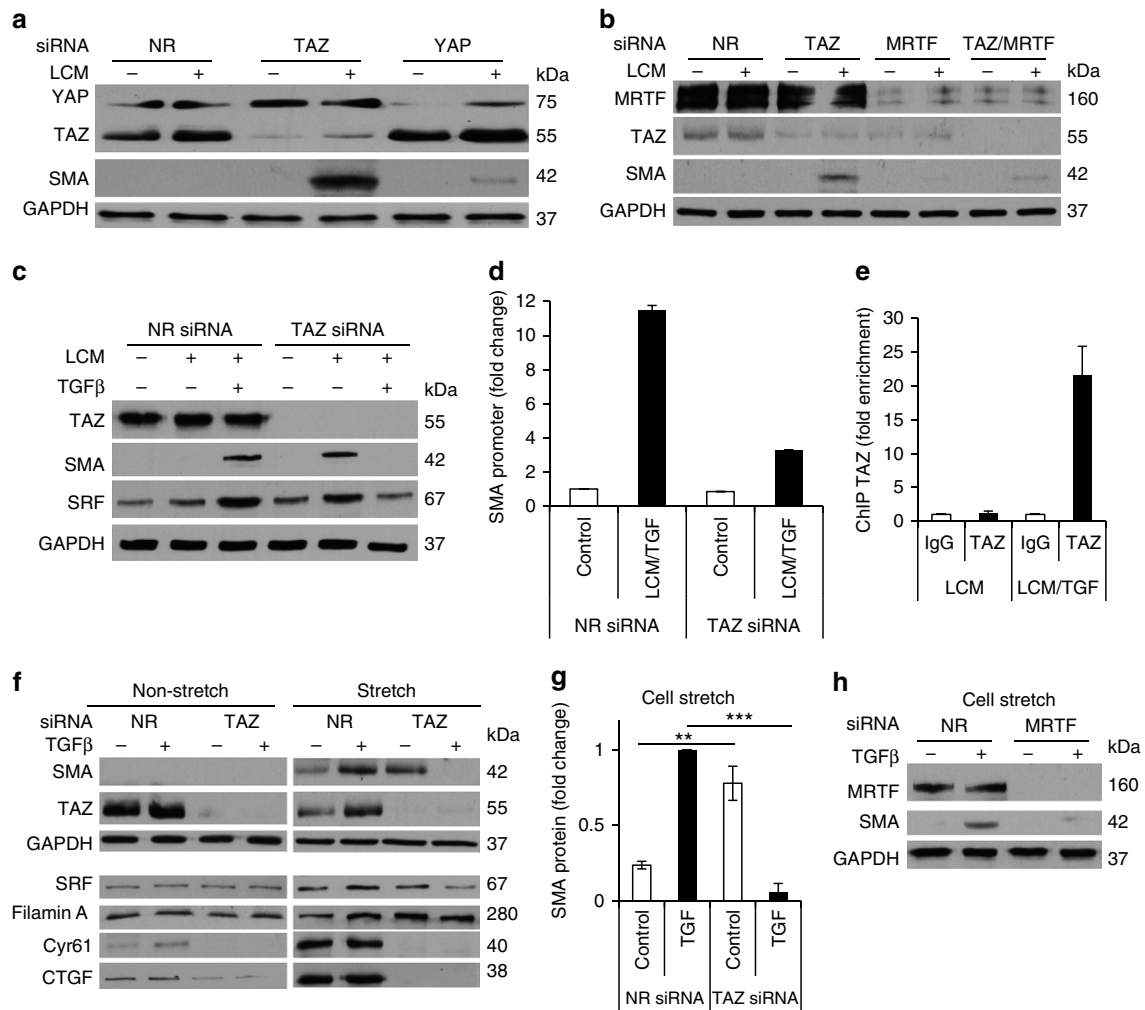 a
siRNA NR TAZ YAP
LCM – + – + – + kDa
YAP 75
TAZ 55
SMA 42
GAPDH 37
b
siRNA NR TAZ MRTF TAZ/MRTF
LCM – + – + – + – + kDa
MRTF 160
TAZ 55
SMA 42
GAPDH 37
c
NR siRNA TAZ siRNA
LCM – + + – + +
TGFβ – – + – – + kDa
TAZ 55
SMA 42
SRF 67
GAPDH 37
d
SMA promoter (fold change)
12
10
8
6
4
2
0
Control LCM/TGF Control LCM/TGF
NR siRNA TAZ siRNA
e
ChIP TAZ (fold enrichment)
30
25
20
15
10
5
0
IgG TAZ IgG TAZ
LCM LCM/TGF
f
Non-stretch Stretch
siRNA NR TAZ NR TAZ
TGFβ – + – + – + – + kDa
SMA 42
TAZ 55
GAPDH 37
SRF 67
Filamin A 280
Cyr61 40
CTGF 38
g
Cell stretch
SMA protein (fold change)
1
0.5
0
** ***
Control TGF Control TGF
NR siRNA TAZ siRNA
h
Cell stretch
siRNA NR MRTF
TGFβ – + – + kDa
MRTF 160
SMA 42
GAPDH 37